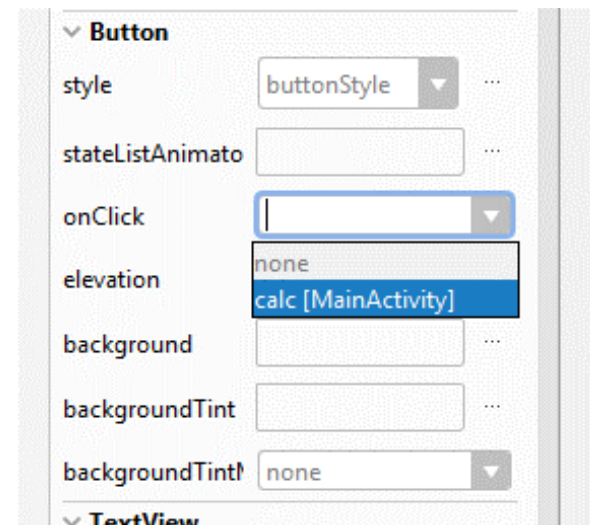 Button
style buttonStyle ...
stateListAnimato ...
onClick
none
elevation
calc [MainActivity]
background ...
backgroundTint ...
backgroundTintM none
TextView